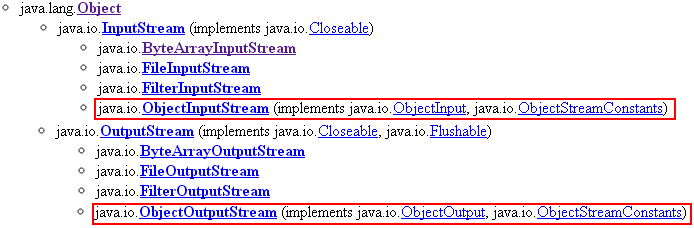 java.lang.Object
java.io.InputStream (implements java.io.Closeable)
java.io.ByteArrayInputStream
java.io.FileInputStream
java.io.FilterInputStream
java.io.ObjectInputStream (implements java.io.ObjectInput, java.io.ObjectStreamConstants)
java.io.OutputStream (implements java.io.Closeable, java.io.Flushable)
java.io.ByteArrayOutputStream
java.io.FileOutputStream
java.io.FilterOutputStream
java.io.ObjectOutputStream (implements java.io.ObjectOutput, java.io.ObjectStreamConstants)